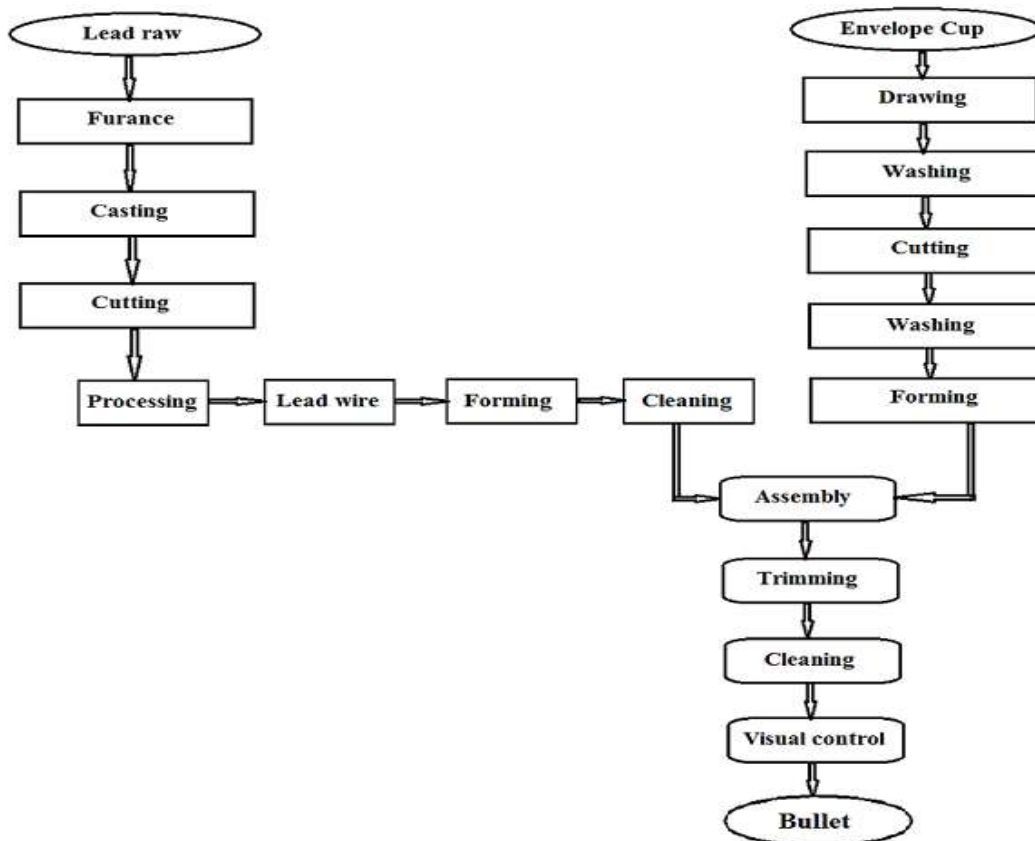 Lead raw
Furance
Casting
Cutting
Processing
Lead wire
Forming
Cleaning
Envelope Cup
Drawing
Washing
Cutting
Washing
Forming
Assembly
Trimming
Cleaning
Visual control
Bullet